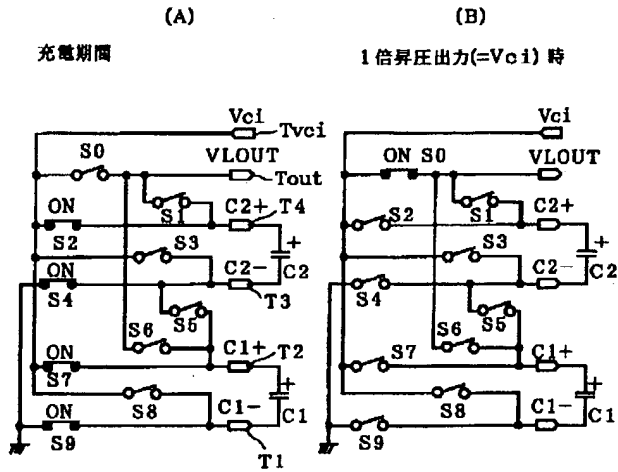 (A)
充電期間
Vci
Tvci
S0
VLOUT
Tout
S1
ON
C2+
T4
S2
+
S3
C2
ON
C2-
S4
T3
S5
S6
ON
C1+
T2
S7
+
S8
C1
ON
C1-
S9
T1
(B)
1倍昇圧出力(=Vci)時
Vci
ON
S0
VLOUT
S1
S2
C2+
+
S3
C2
C2-
S4
S5
S6
S7
C1+
+
S8
C1
C1-
S9